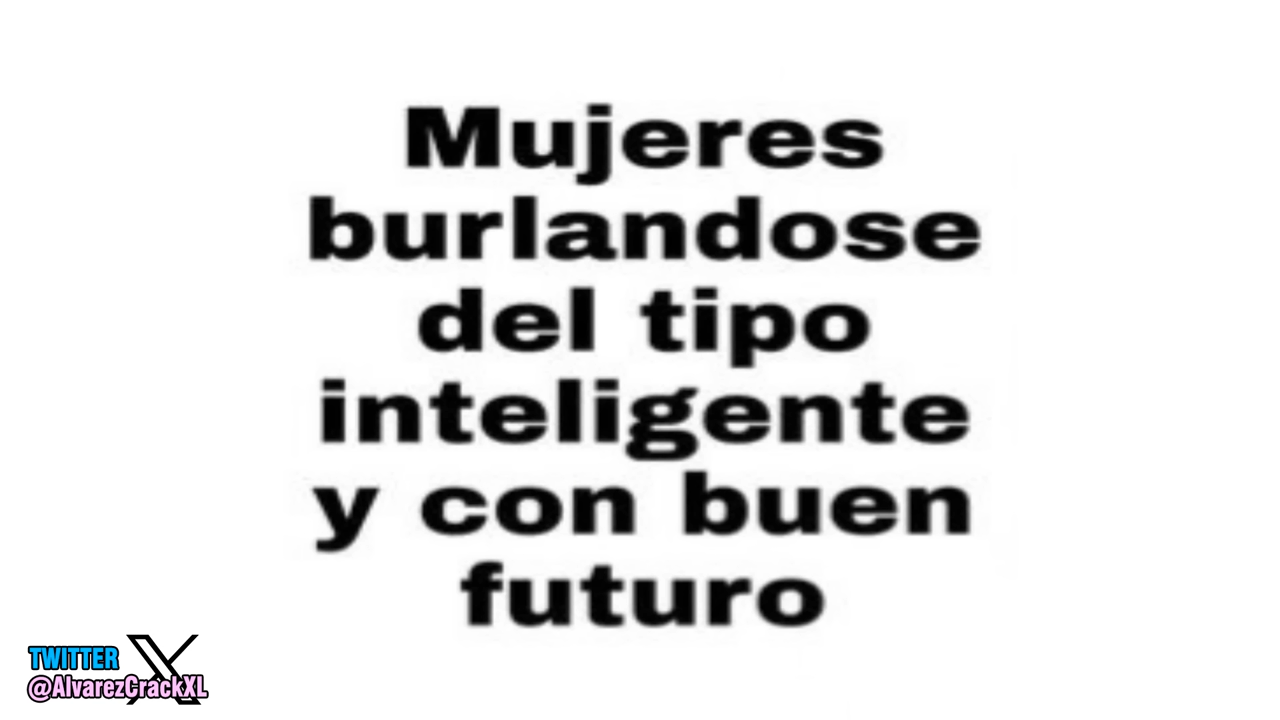 Mujeres
burlandose
del tipo
inteligente
y con buen
futuro
TWITTER X
@AlvarezCrackXL